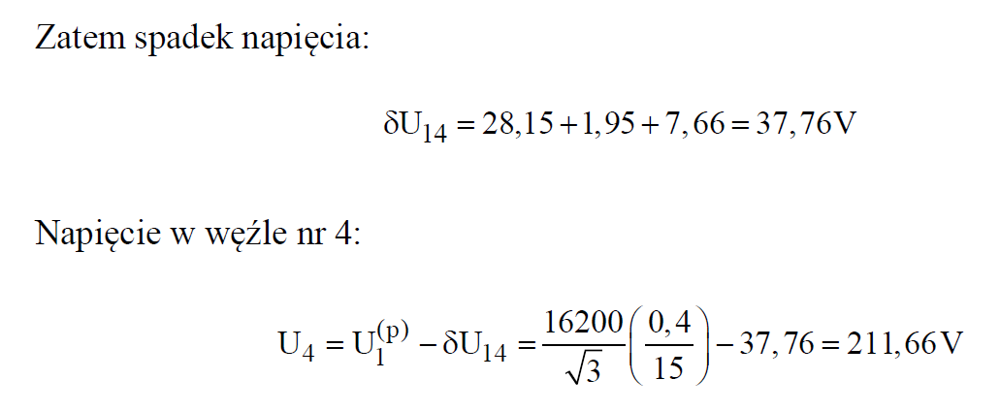 Zatem spadek napięcia:
δU₁₄ = 28,15+1,95+7,66 = 37,76V
Napięcie w węźle nr 4:
U₄ = U₁⁽ᵖ⁾ − δU₁₄ = 16200/√3 (0,4/15) − 37,76 = 211,66V